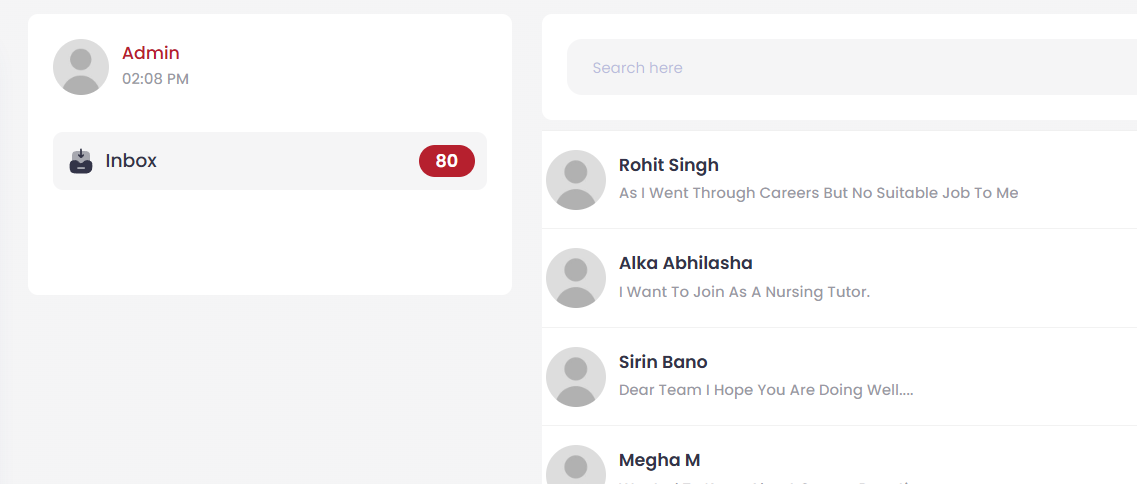 Admin
02:08 PM
Inbox
80
Search here
Rohit Singh
As I Went Through Careers But No Suitable Job To Me
Alka Abhilasha
I Want To Join As A Nursing Tutor.
Sirin Bano
Dear Team I Hope You Are Doing Well....
Megha M